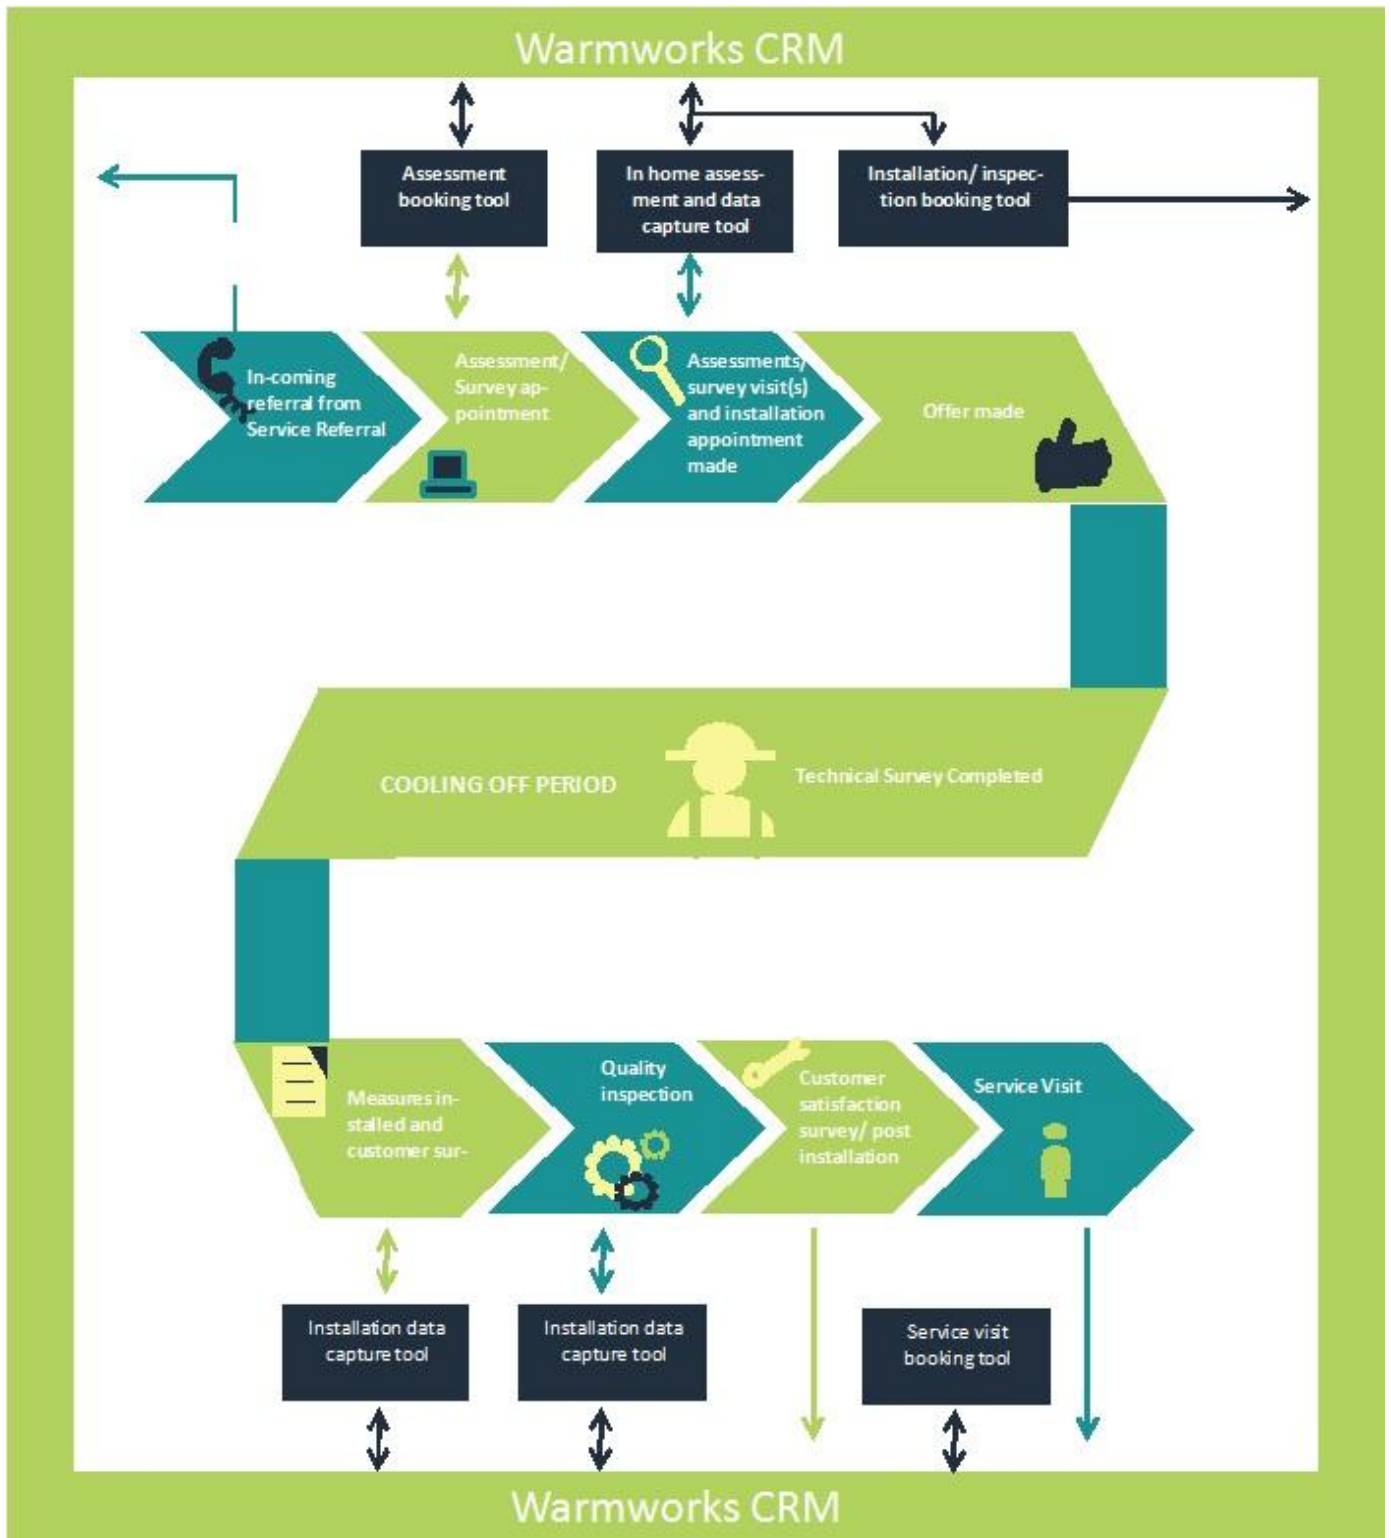 Warmworks CRM
Assessment
booking tool
In home assess-
ment and data
capture tool
Installation/ inspec-
tion booking tool
In-coming
referral from
Service Referral
Assessment/
Survey ap-
pointment
Assessments/
survey visit(s)
and installation
appointment
made
Offer made
COOLING OFF PERIOD
Technical Survey Completed
Measures in-
stalled and
customer sur-
Quality
inspection
Customer
satisfaction
survey/ post
installation
Service Visit
Installation data
capture tool
Installation data
capture tool
Service visit
booking tool
Warmworks CRM